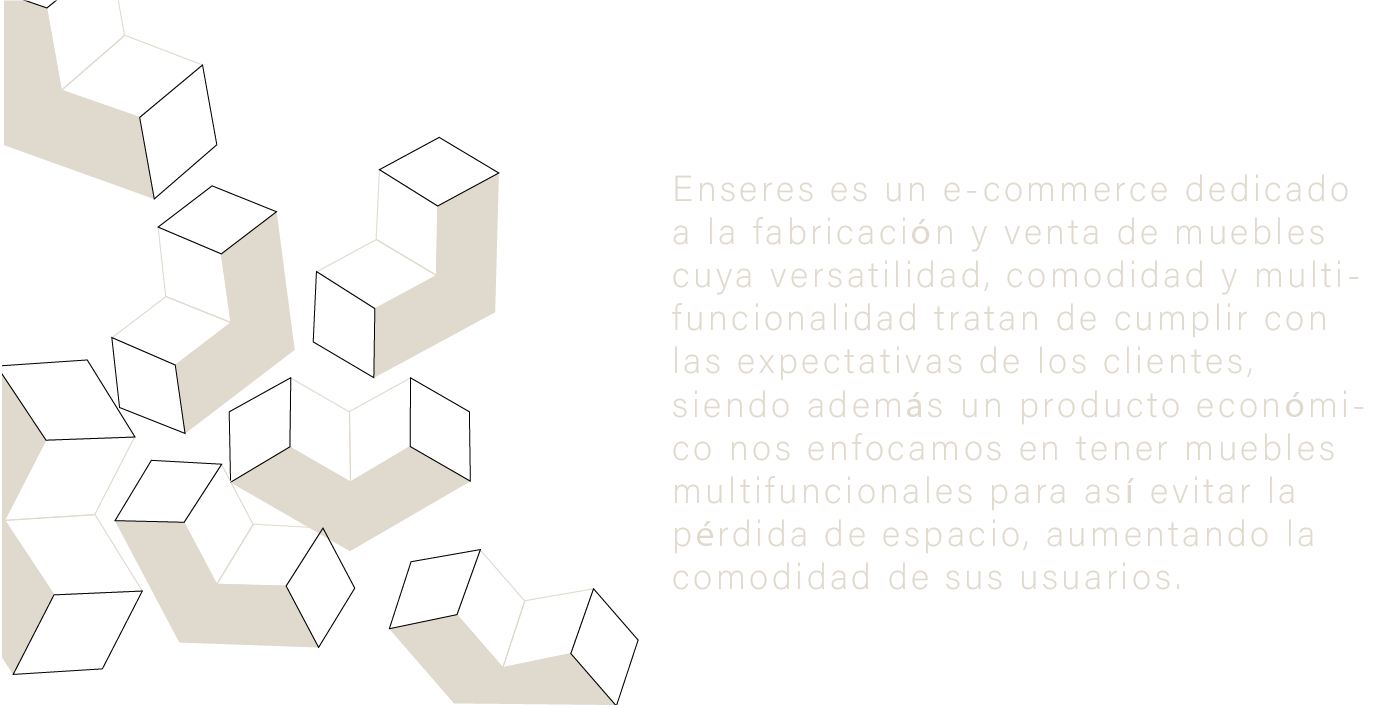 Enseres es un e-commerce dedicado
a la fabricación y venta de muebles
cuya versatilidad, comodidad y multi-
funcionalidad tratan de cumplir con
las expectativas de los clientes,
siendo además un producto económi-
co nos enfocamos en tener muebles
multifuncionales para así evitar la
pérdida de espacio, aumentando la
comodidad de sus usuarios.